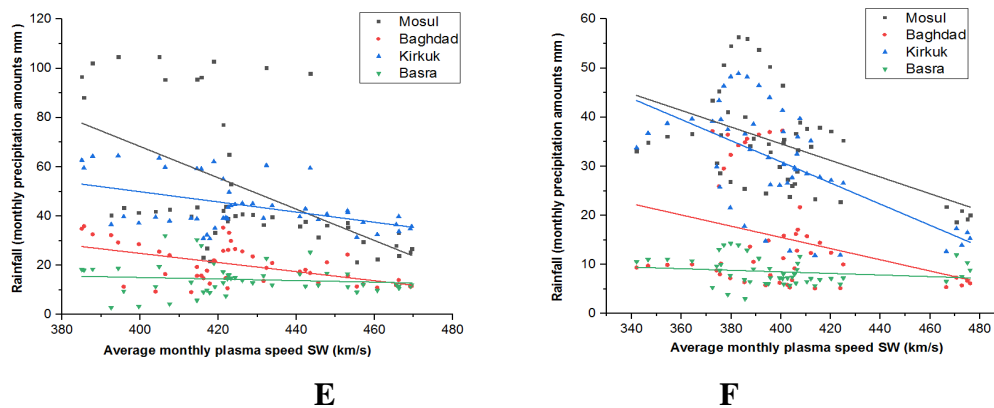 Rainfall (monthly precipitation amounts mm )
120
100
80
60
40
20
0
380
400
420
440
460
480
Average monthly plasma speed SW (km/s)
Mosul
Baghdad
Kirkuk
Basra
E
Rainfall (monthly precipitation amounts mm )
60
50
40
30
20
10
0
340
360
380
400
420
440
460
480
Average monthly plasma speed SW (km/s)
Mosul
Baghdad
Kirkuk
Basra
F